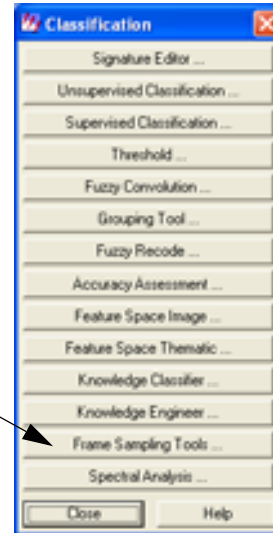 Classification
Signature Editor ...
Unsupervised Classification ...
Supervised Classification ...
Threshold ...
Fuzzy Convolution ...
Grouping Tool ...
Fuzzy Recode ...
Accuracy Assessment ...
Feature Space Image ...
Feature Space Thematic ...
Knowledge Classifier ...
Knowledge Engineer ...
Frame Sampling Tools ...
Spectral Analysis ...
Close Help